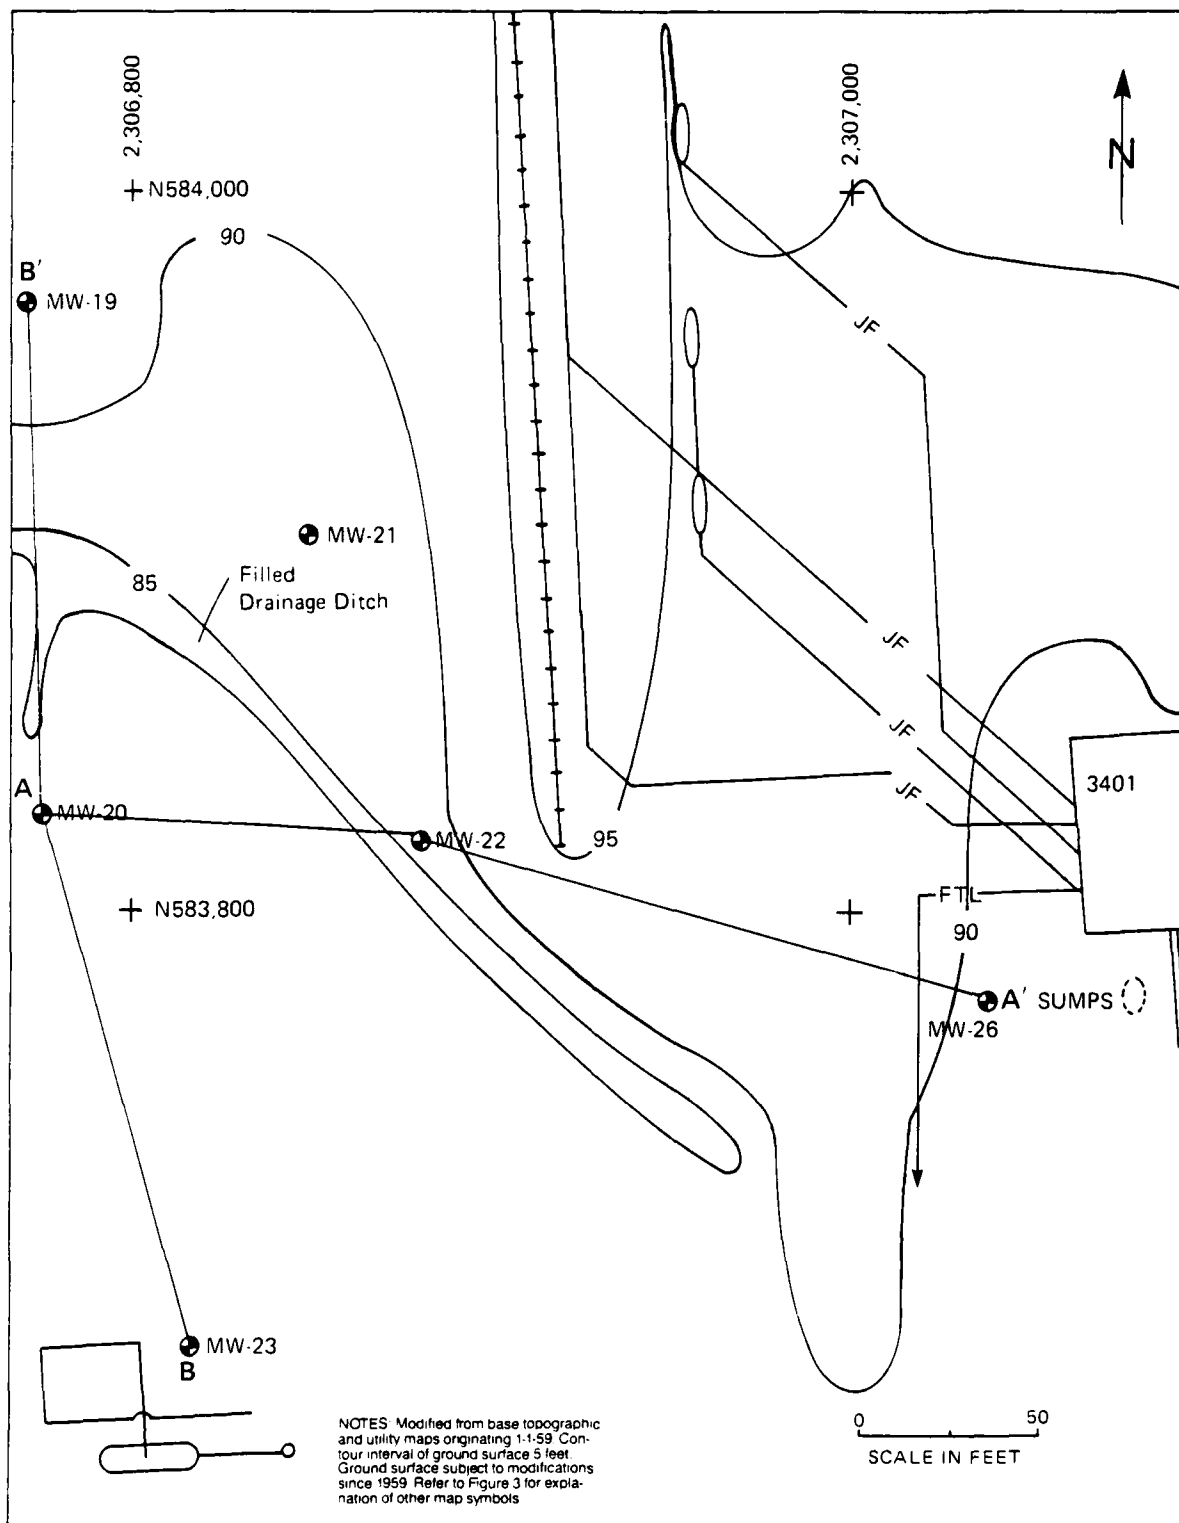 2,306,800
2,307,000
N584,000
N
90
B'
MW-19
JF
MW-21
Filled
Drainage Ditch
85
JF
JF
A
MW-20
MW-22
95
JF
3401
N583,800
FTL
90
A' SUMPS
MW-26
MW-23
B
NOTES: Modified from base topographic
and utility maps originating 1-1-59 Con-
tour interval of ground surface 5 feet.
Ground surface subject to modifications
since 1959 Refer to Figure 3 for expla-
nation of other map symbols
0 50
SCALE IN FEET